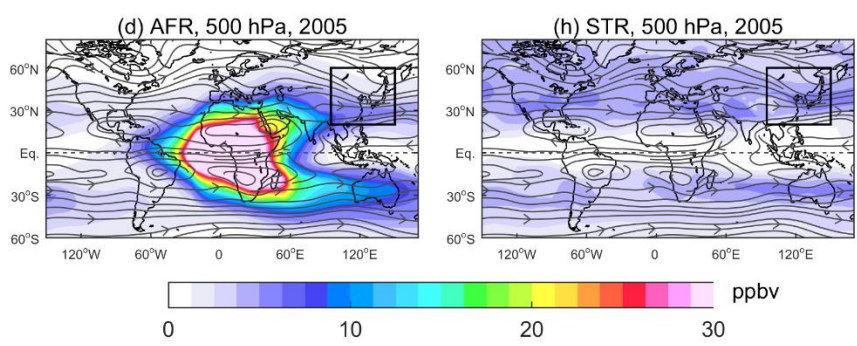 (d) AFR, 500 hPa, 2005 (h) STR, 500 hPa, 2005
60°N 60°N
30°N 30°N
Eq. Eq.
30°S 30°S
60°S 60°S
120°W 60°W 0 60°E 120°E 120°W 60°W 0 60°E 120°E
ppbv
0 10 20 30